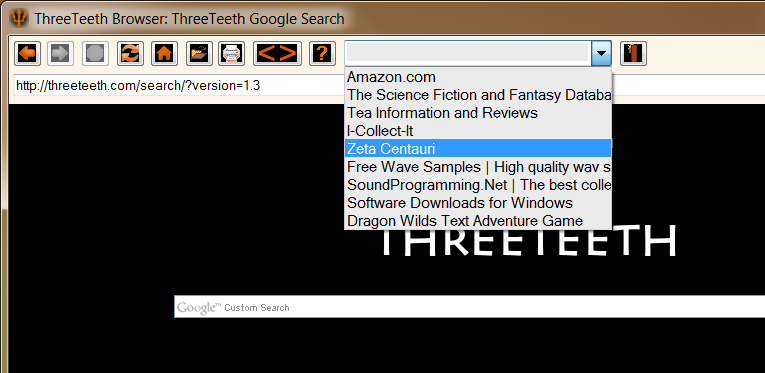 ThreeTeeth Browser: ThreeTeeth Google Search
< > ?
http://threeteeth.com/search/?version=1.3
Amazon.com
The Science Fiction and Fantasy Databa
Tea Information and Reviews
I-Collect-It
Zeta Centauri
Free Wave Samples | High quality wav s
SoundProgramming.Net | The best colle
Software Downloads for Windows
Dragon Wilds Text Adventure Game
THREETEETH
Google™ Custom Search